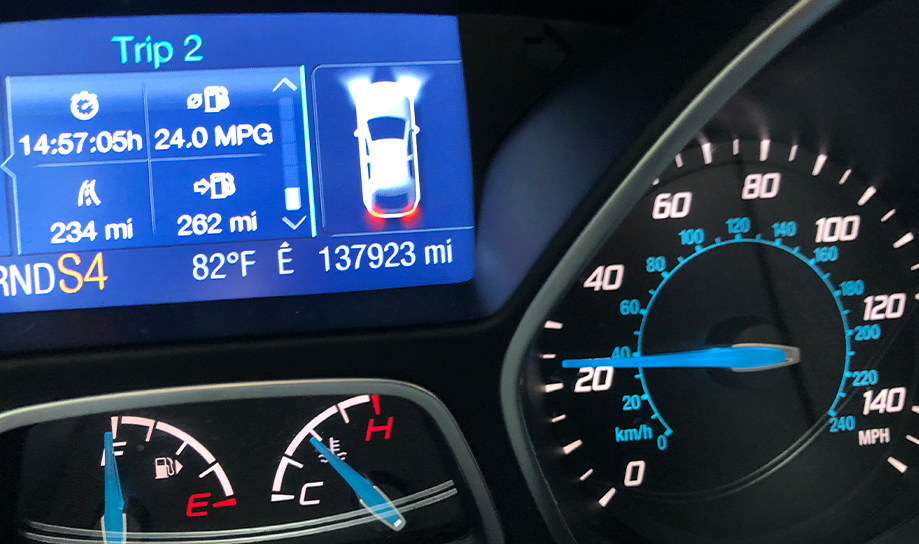 Trip 2
14:57:05h 24.0 MPG
234 mi 262 mi
RNDS4 82°F Ê 137923 mi
F
E
C
H
0
20
40
60
80
100
120
140
MPH
km/h
0
20
40
60
80
100
120
140
160
180
200
220
240